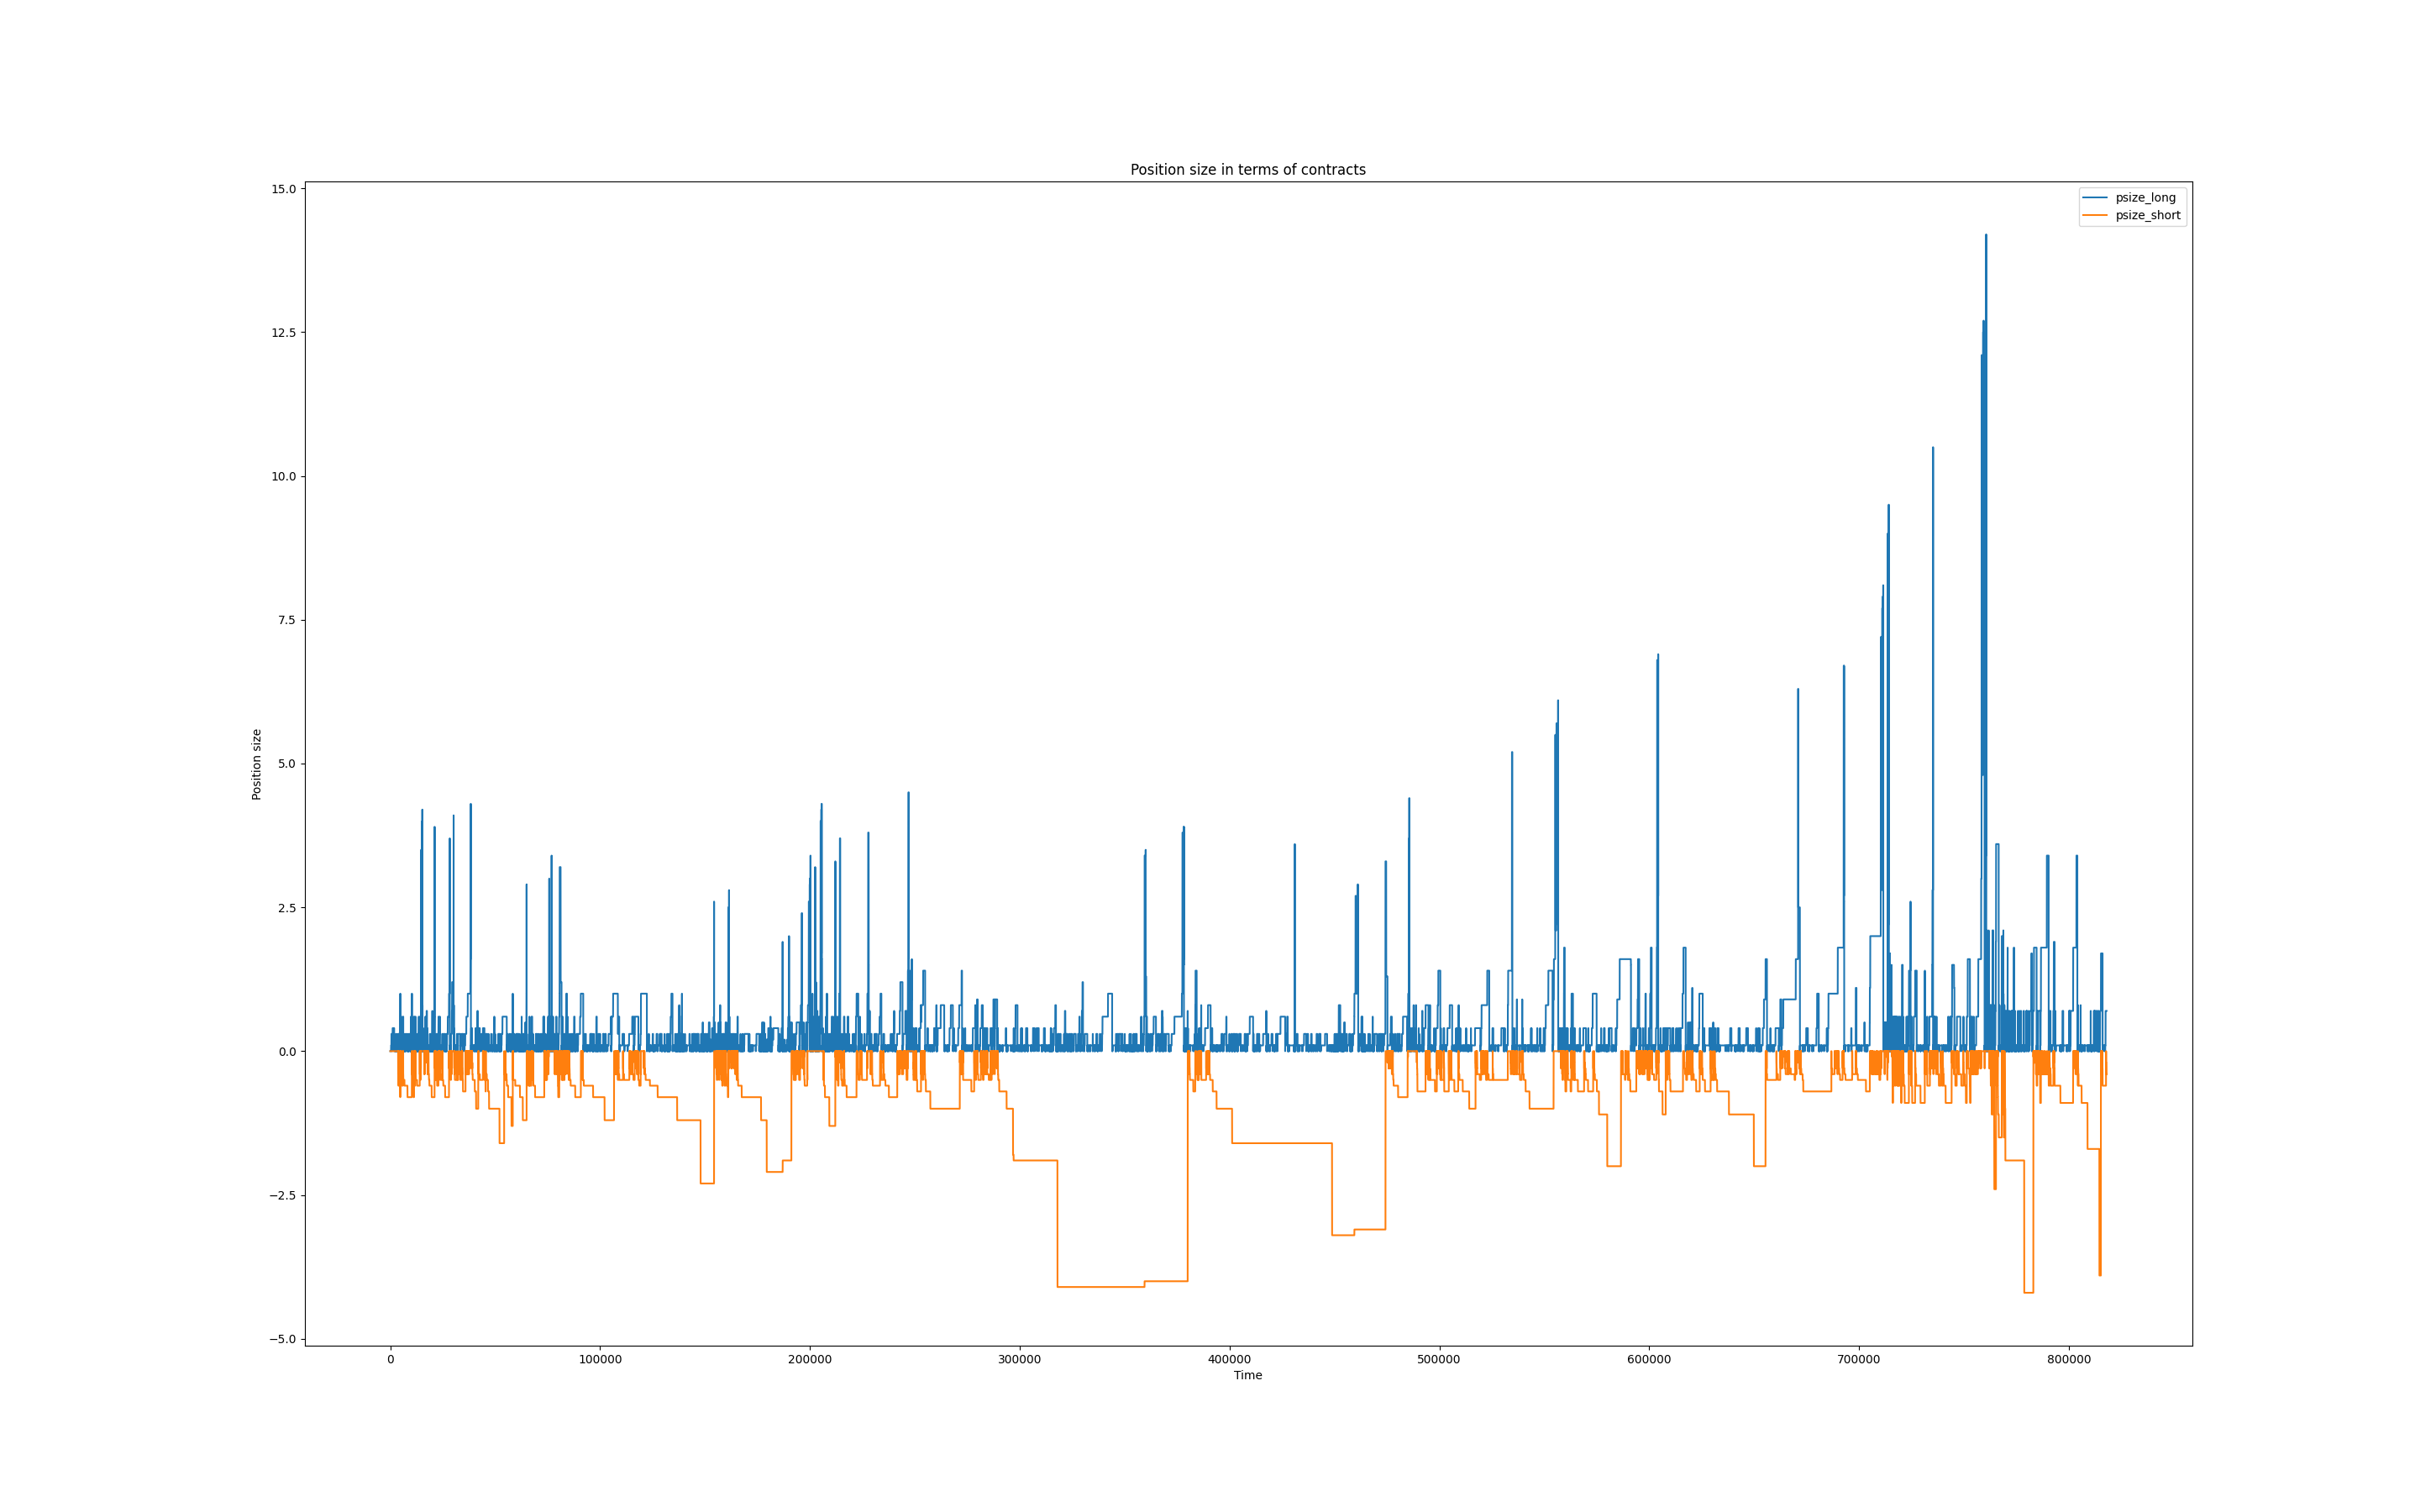 Position size in terms of contracts
psize_long
psize_short
15.0
12.5
10.0
7.5
5.0
2.5
0.0
−2.5
−5.0
Position size
0 100000 200000 300000 400000 500000 600000 700000 800000
Time